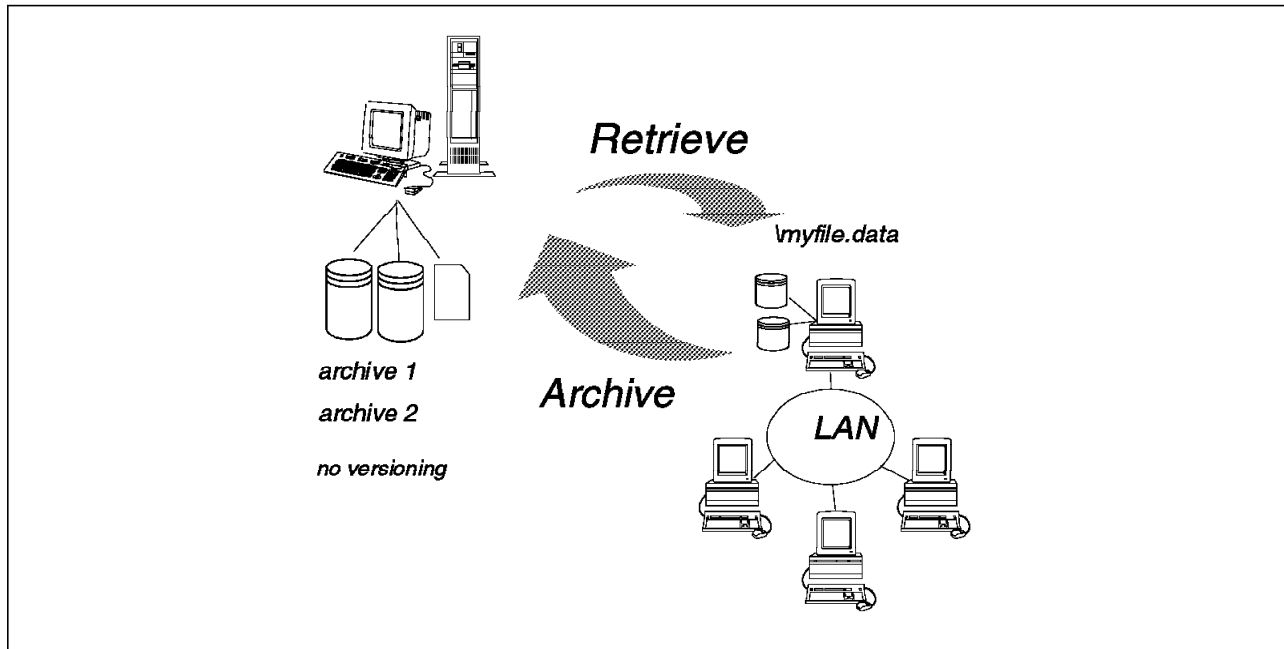 Retrieve
\myfile.data
archive 1
archive 2
no versioning
Archive
LAN